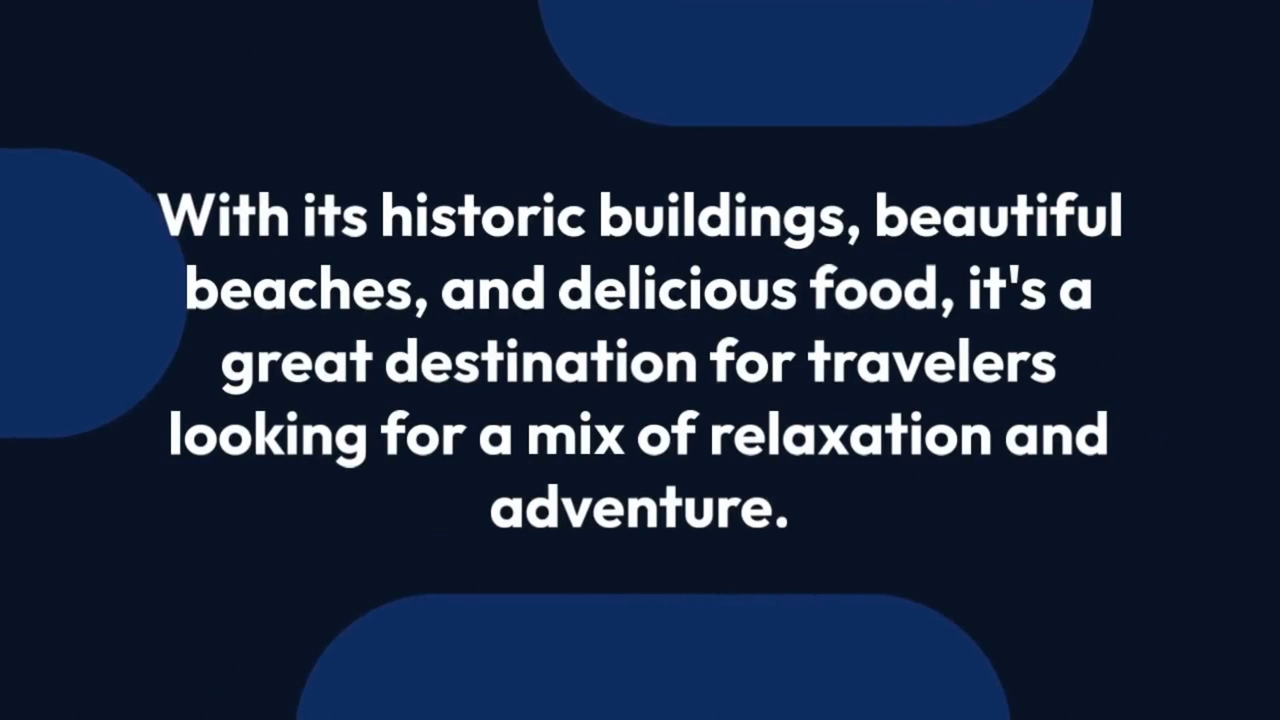 With its historic buildings, beautiful
beaches, and delicious food, it's a
great destination for travelers
looking for a mix of relaxation and
adventure.